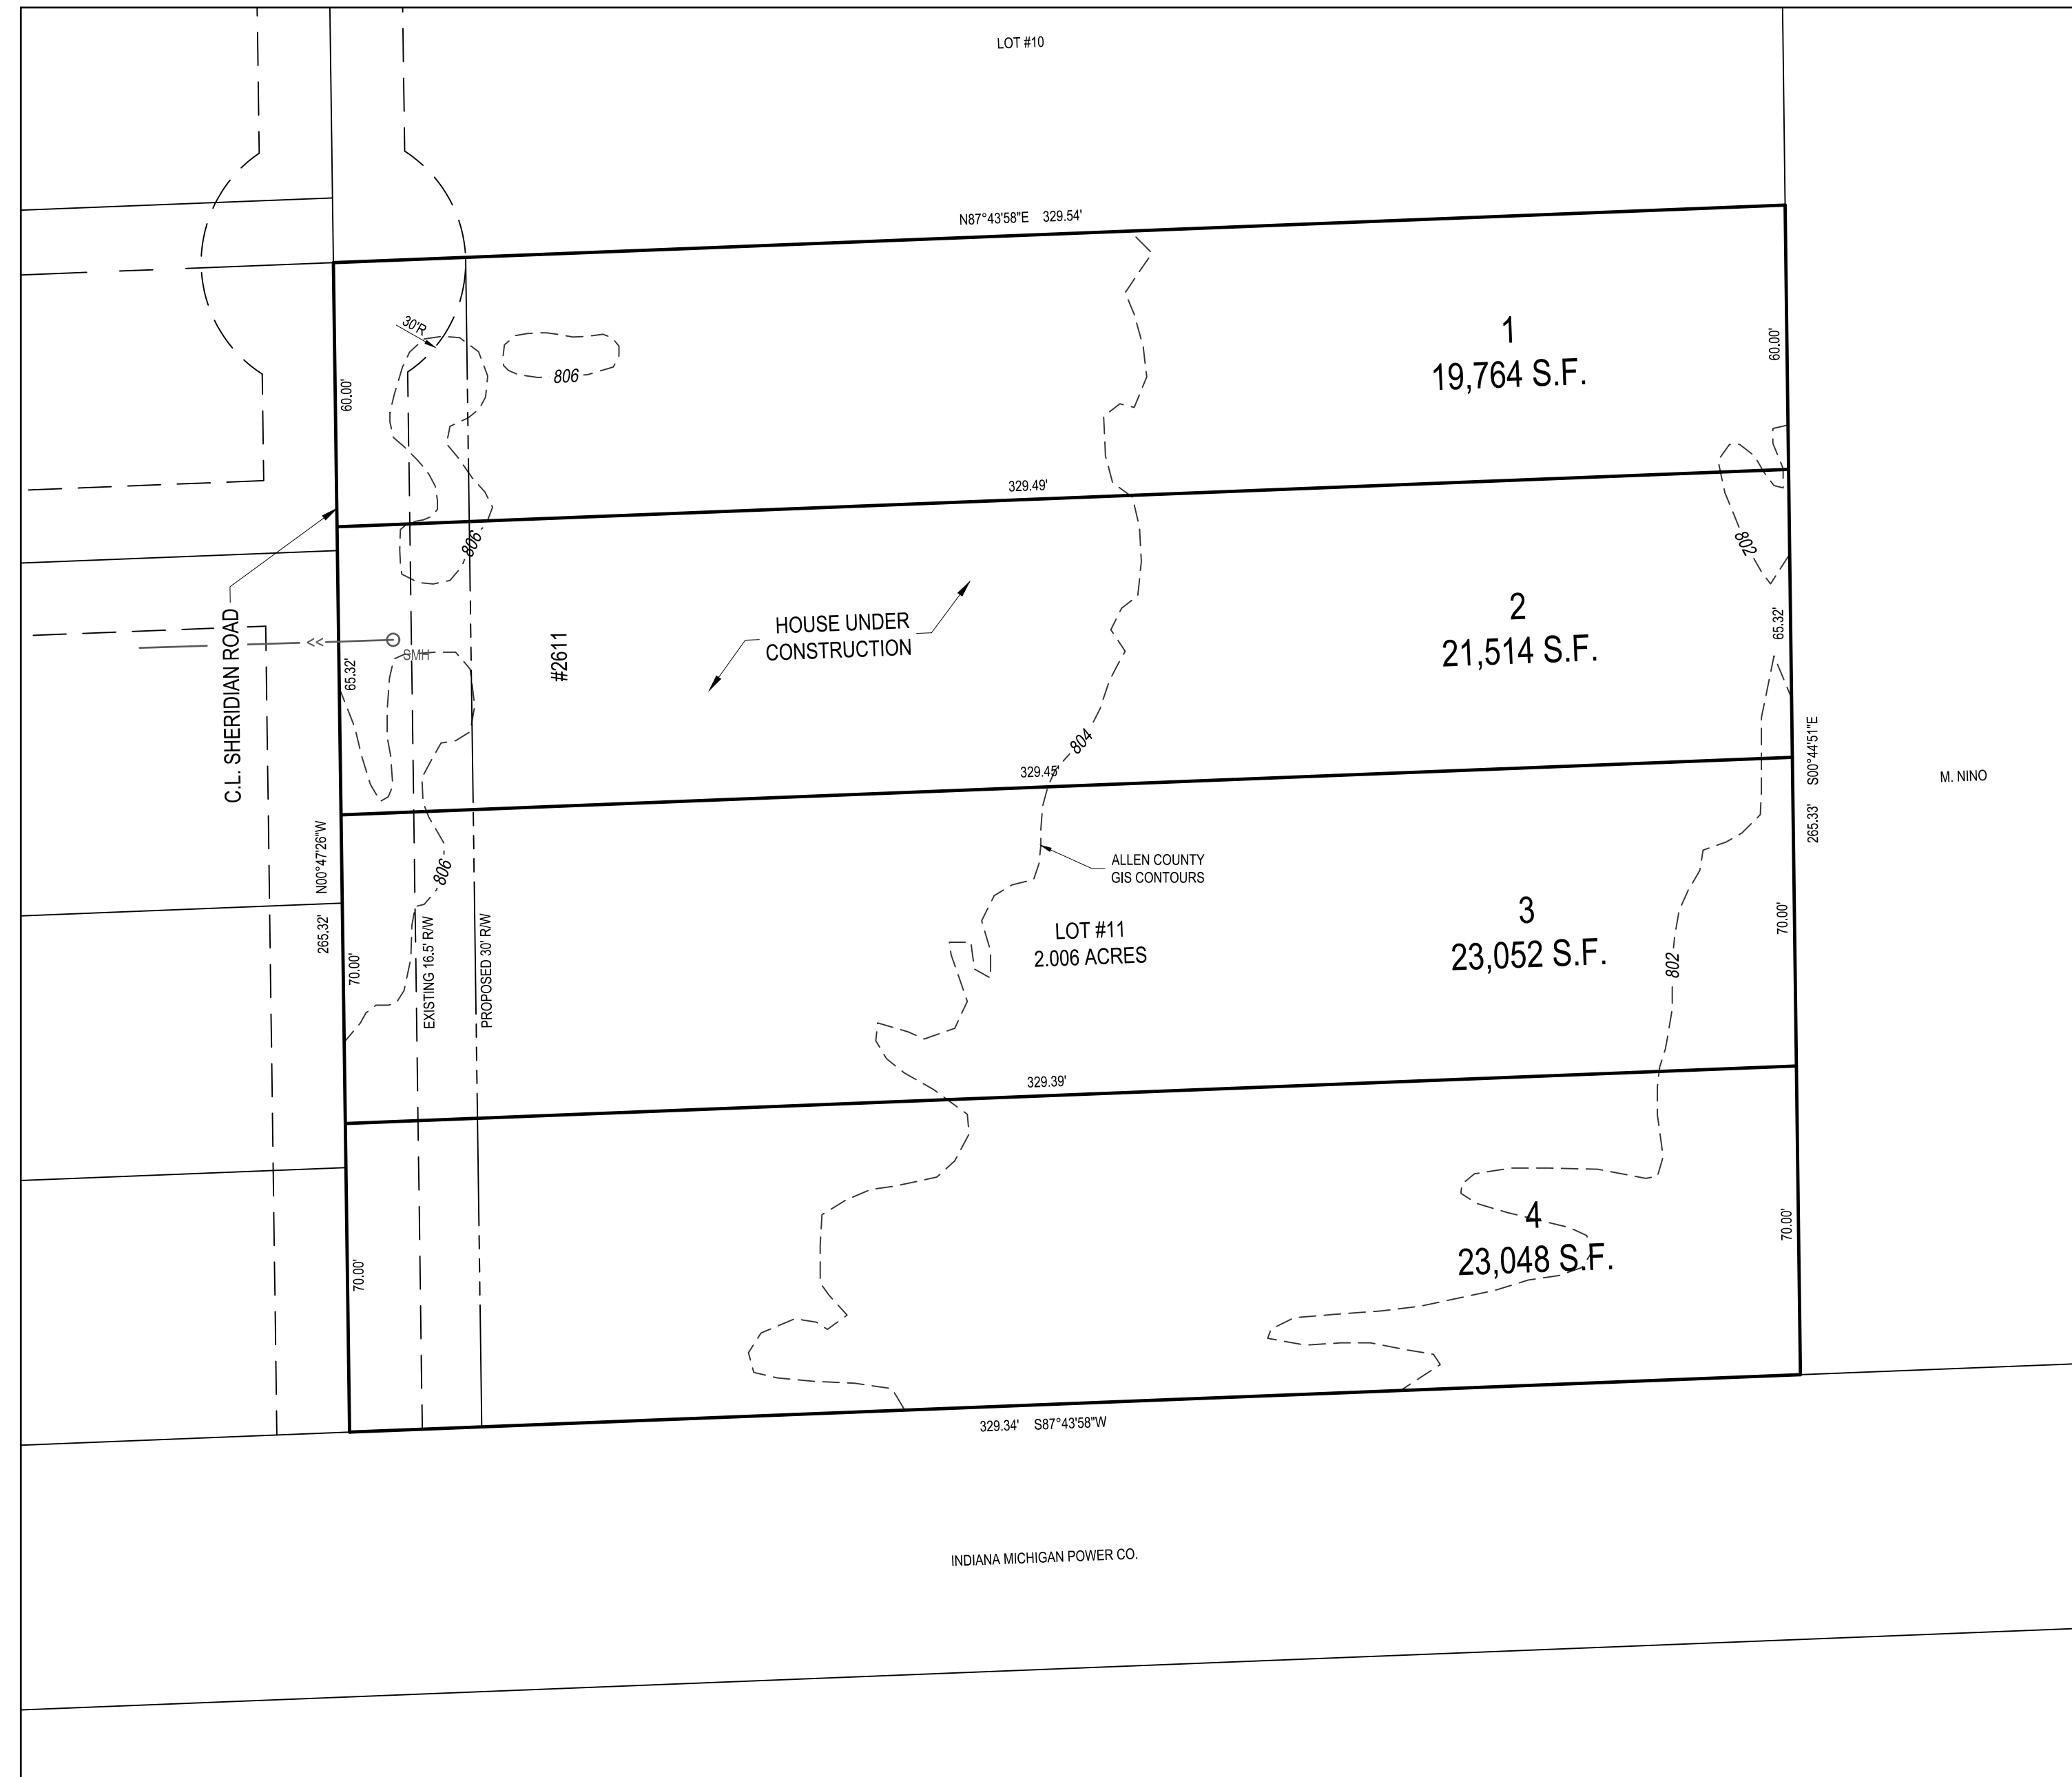 LOT #10
N87°43'58"E 329.54'
30'R
806
1
19,764 S.F.
60.00'
60.00'
329.49'
806
802
C.L. SHERIDIAN ROAD
<<
SMH
65.32'
#2611
HOUSE UNDER
CONSTRUCTION
2
21,514 S.F.
65.32'
804
329.45'
S00°44'51"E
265.33'
M. NINO
N00°47'26"W
265.32'
806
ALLEN COUNTY
GIS CONTOURS
LOT #11
2.006 ACRES
3
23,052 S.F.
802
70.00'
70.00'
EXISTING 16.5' R/W
PROPOSED 30' R/W
329.39'
4
23,048 S.F.
70.00'
70.00'
329.34' S87°43'58"W
INDIANA MICHIGAN POWER CO.